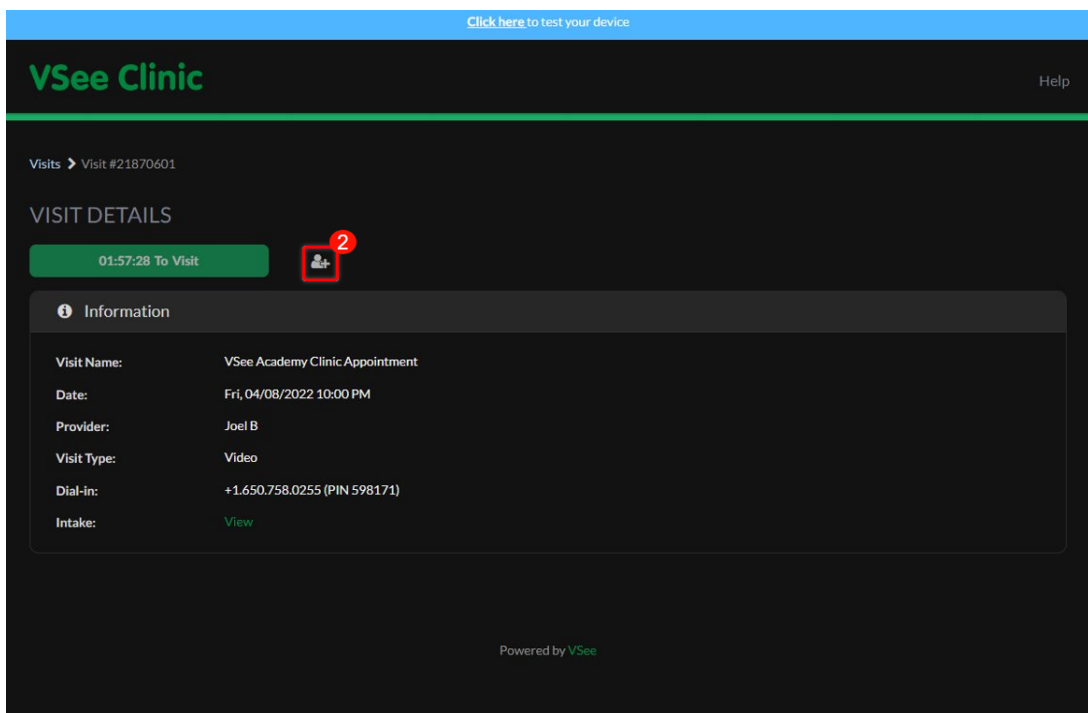 Click here to test your device
VSee Clinic
Help
Visits > Visit #21870601
VISIT DETAILS
01:57:28 To Visit
2
Information
Visit Name: VSee Academy Clinic Appointment
Date: Fri, 04/08/2022 10:00 PM
Provider: Joel B
Visit Type: Video
Dial-in: +1.650.758.0255 (PIN 598171)
Intake: View
Powered by VSee